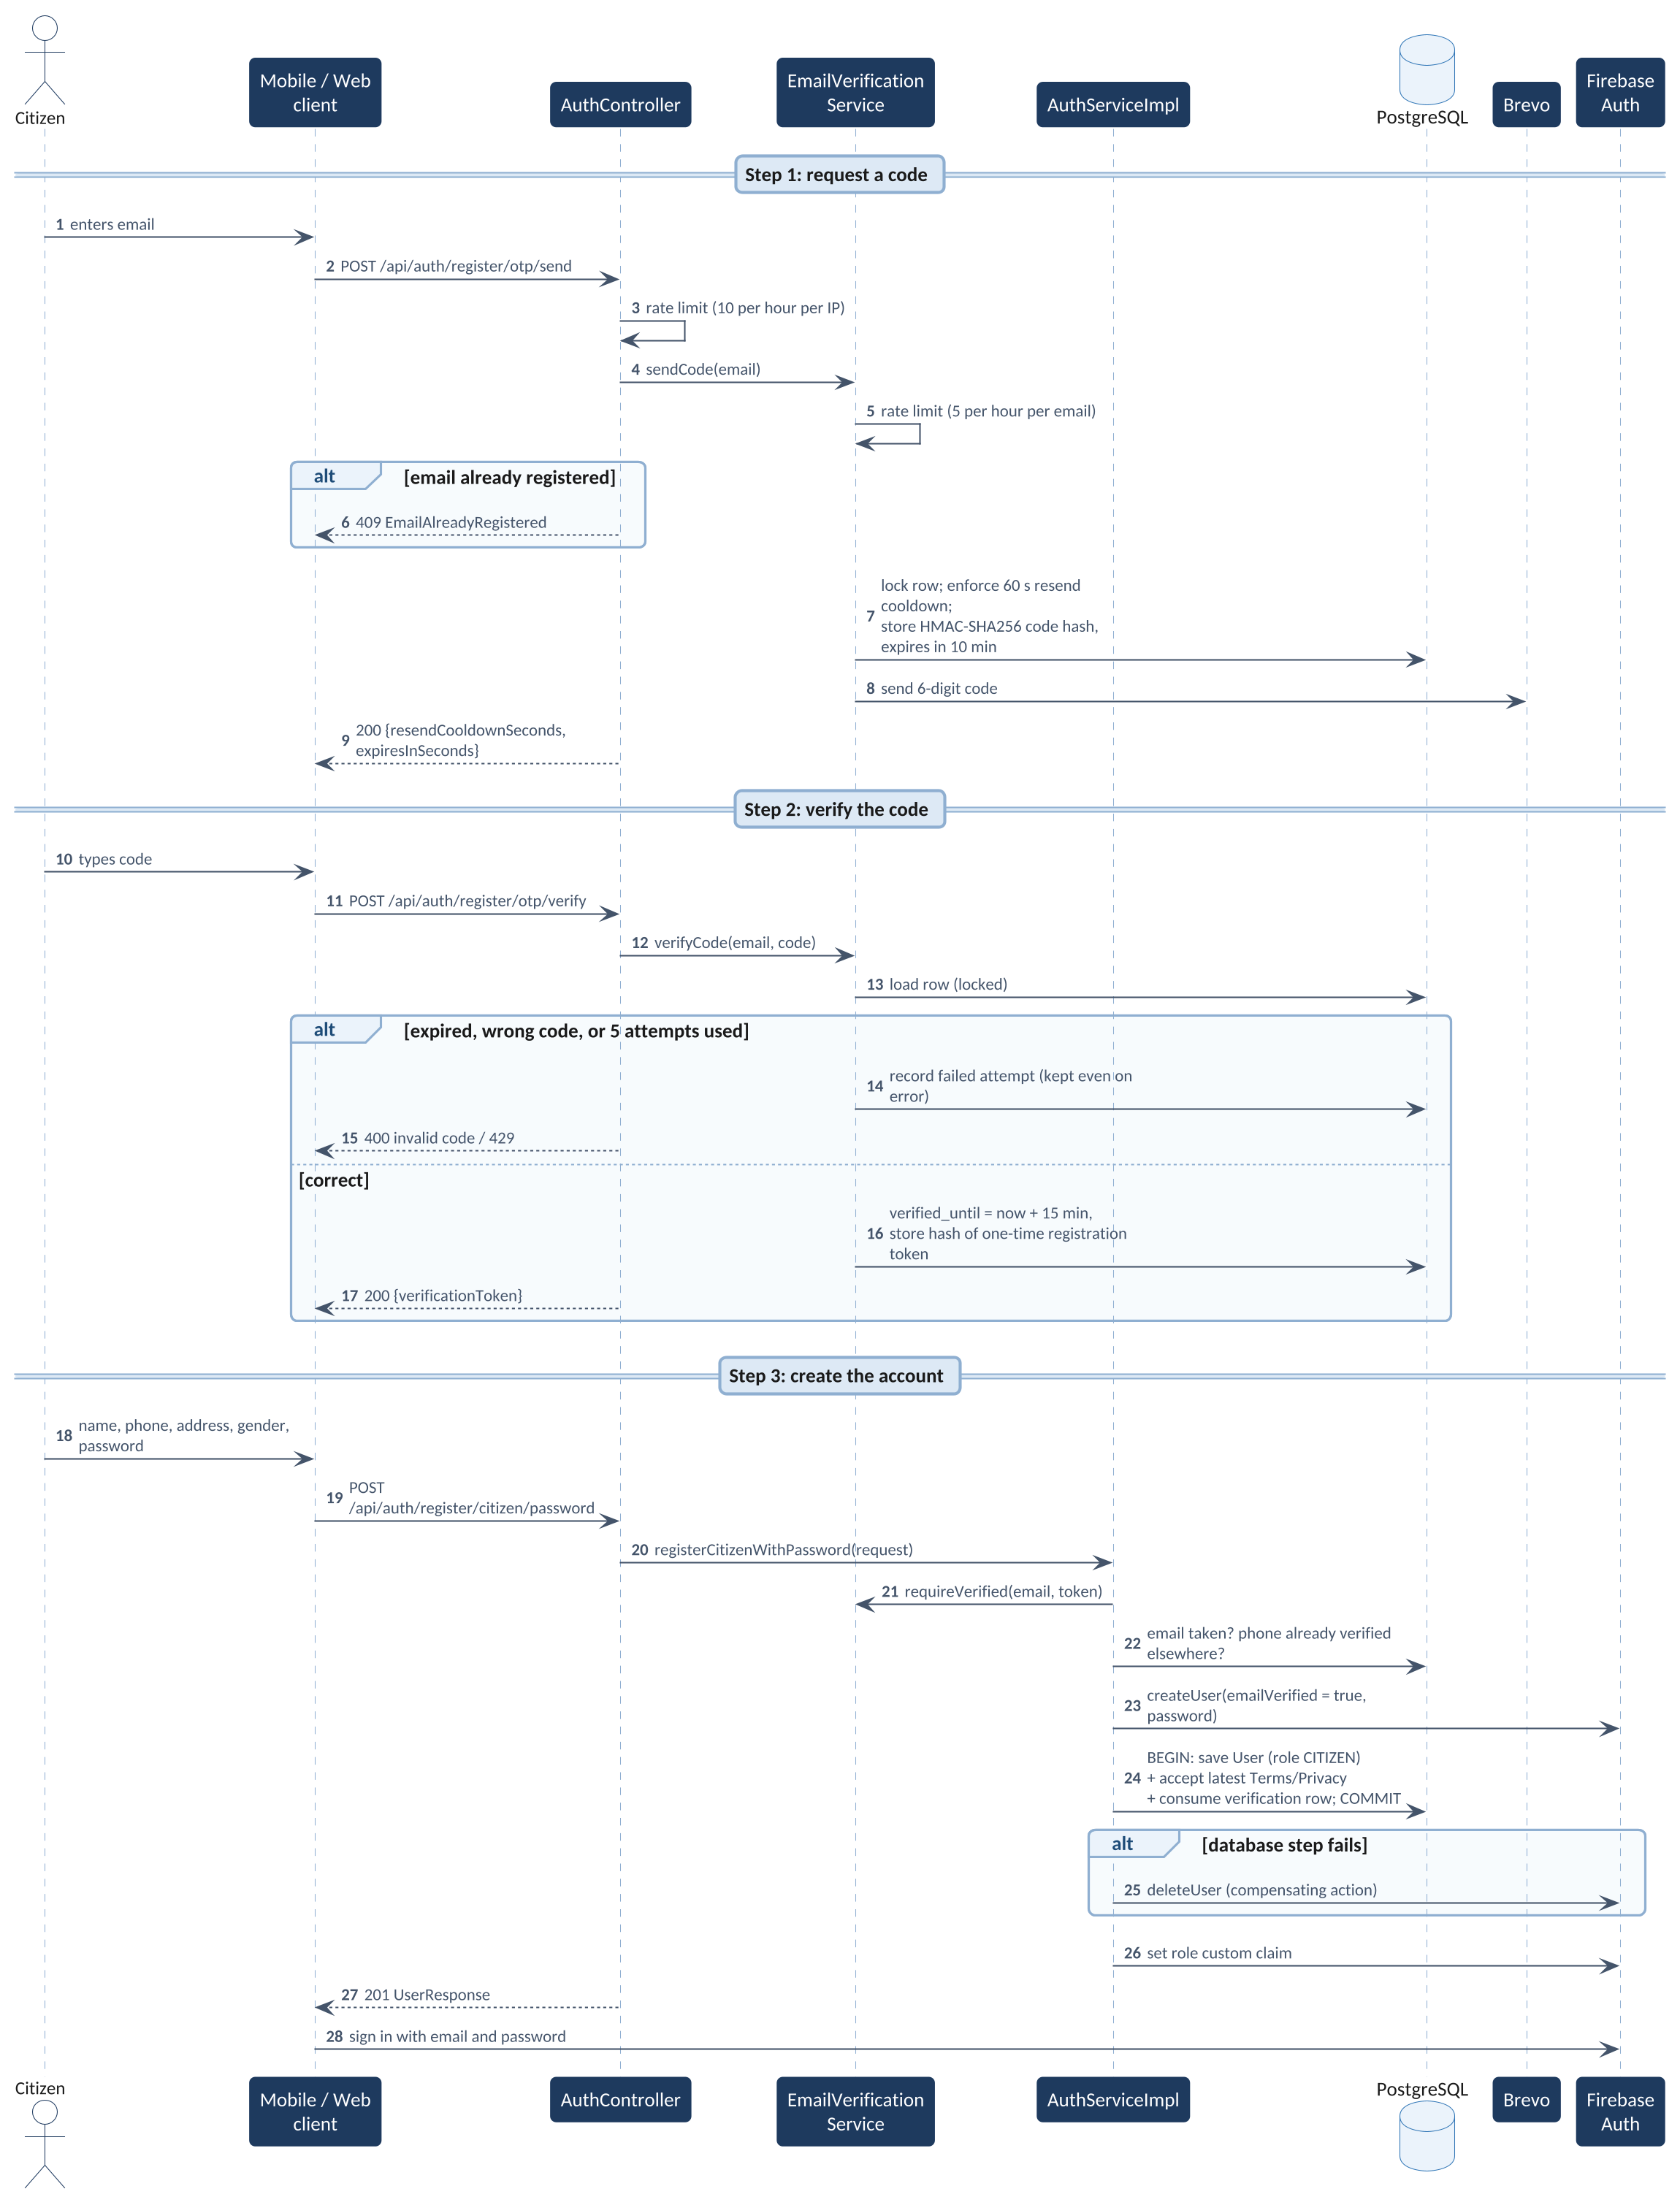 Citizen
Mobile / Web
client
AuthController
EmailVerification
Service
AuthServiceImpl
PostgreSQL
Brevo
Firebase
Auth
Step 1: request a code
1 enters email
2 POST /api/auth/register/otp/send
3 rate limit (10 per hour per IP)
4 sendCode(email)
5 rate limit (5 per hour per email)
alt [email already registered]
6 409 EmailAlreadyRegistered
7 lock row; enforce 60 s resend
cooldown;
store HMAC-SHA256 code hash,
expires in 10 min
8 send 6-digit code
9 200 {resendCooldownSeconds,
expiresInSeconds}
Step 2: verify the code
10 types code
11 POST /api/auth/register/otp/verify
12 verifyCode(email, code)
13 load row (locked)
alt [expired, wrong code, or 5 attempts used]
14 record failed attempt (kept even on
error)
15 400 invalid code / 429
[correct]
16 verified_until = now + 15 min,
store hash of one-time registration
token
17 200 {verificationToken}
Step 3: create the account
18 name, phone, address, gender,
password
19 POST
/api/auth/register/citizen/password
20 registerCitizenWithPassword(request)
21 requireVerified(email, token)
22 email taken? phone already verified
elsewhere?
23 createUser(emailVerified = true,
password)
24 BEGIN: save User (role CITIZEN)
+ accept latest Terms/Privacy
+ consume verification row; COMMIT
alt [database step fails]
25 deleteUser (compensating action)
26 set role custom claim
27 201 UserResponse
28 sign in with email and password
Citizen
Mobile / Web
client
AuthController
EmailVerification
Service
AuthServiceImpl
PostgreSQL
Brevo
Firebase
Auth